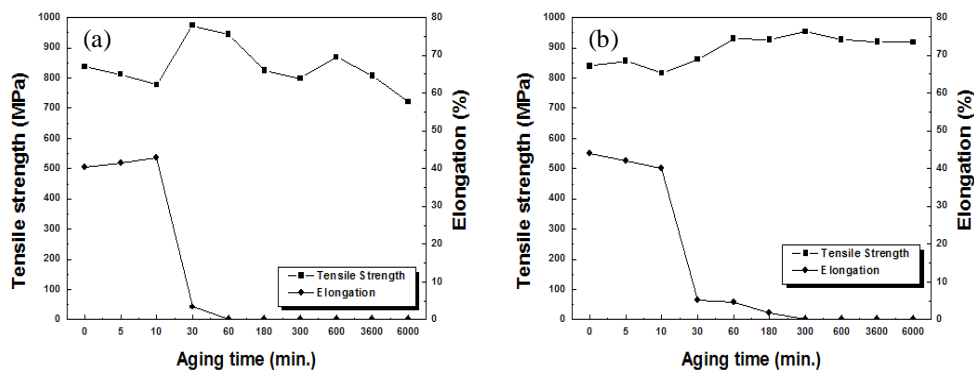 (a)
Tensile strength (MPa)
1000
900
800
700
600
500
400
300
200
100
0
80
70
60
50
40
30
20
10
0
Elongation (%)
Tensile Strength
Elongation
0 5 10 30 60 180 300 600 3600 6000
Aging time (min.)
(b)
Tensile strength (MPa)
1000
900
800
700
600
500
400
300
200
100
0
80
70
60
50
40
30
20
10
0
Elongation (%)
Tensile Strength
Elongation
0 5 10 30 60 180 300 600 3600 6000
Aging time (min.)